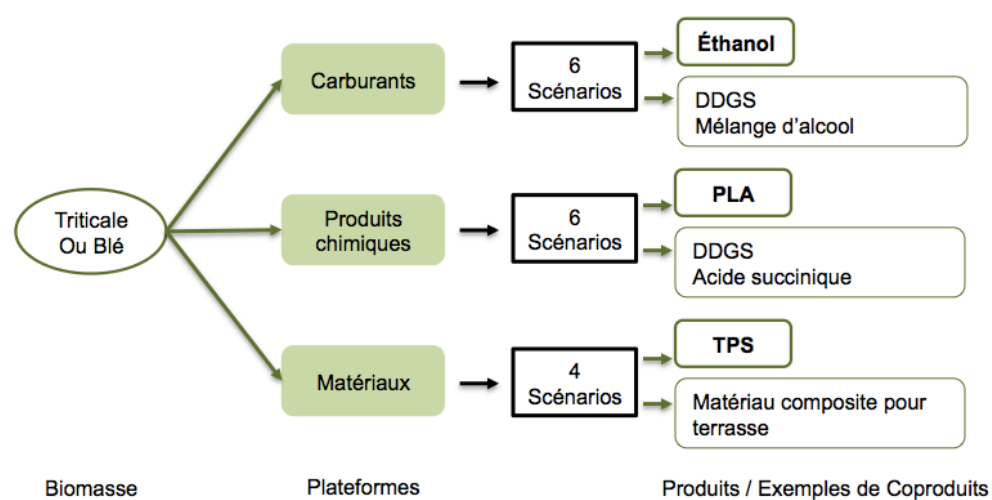 Triticale
Ou Blé
Carburants
6
Scénarios
Éthanol
DDGS
Mélange d'alcool
Produits
chimiques
6
Scénarios
PLA
DDGS
Acide succinique
Matériaux
4
Scénarios
TPS
Matériau composite pour
terrasse
Biomasse
Plateformes
Produits / Exemples de Coproduits